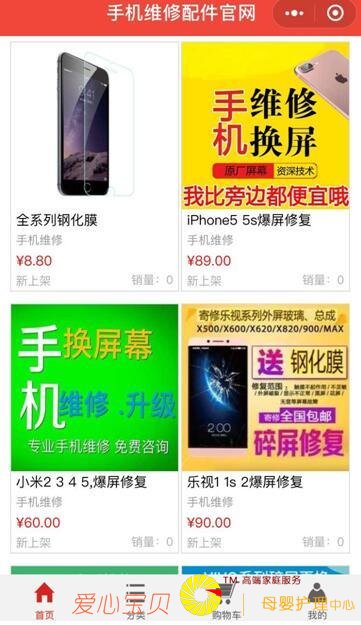 手机维修配件官网
全系列钢化膜
手机维修
¥8.80
新上架
销量：0
手机
维修
换屏
原厂屏幕
资深技术
我比旁边都便宜哦
iPhone5 5s爆屏修复
手机维修
¥89.00
新上架
销量：0
手机
换屏幕
维修.升级
专业手机维修 免费咨询
小米2 3 4 5,爆屏修复
手机维修
¥60.00
新上架
销量：0
寄修乐视系列外屏玻璃、总成
X500/X600/X620/X820/900/MAX
送 钢化膜
修复范围：
寄修 全国包邮
碎屏修复
乐视1 1s 2爆屏修复
手机维修
¥90.00
新上架
销量：0
首页
分类
购物车
我的
爱心宝贝
TM 高端家庭服务
母婴护理中心